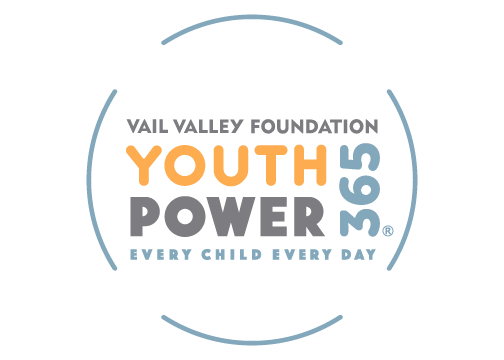 VAIL VALLEY FOUNDATION
YOUTH
POWER
365®
EVERY CHILD EVERY DAY